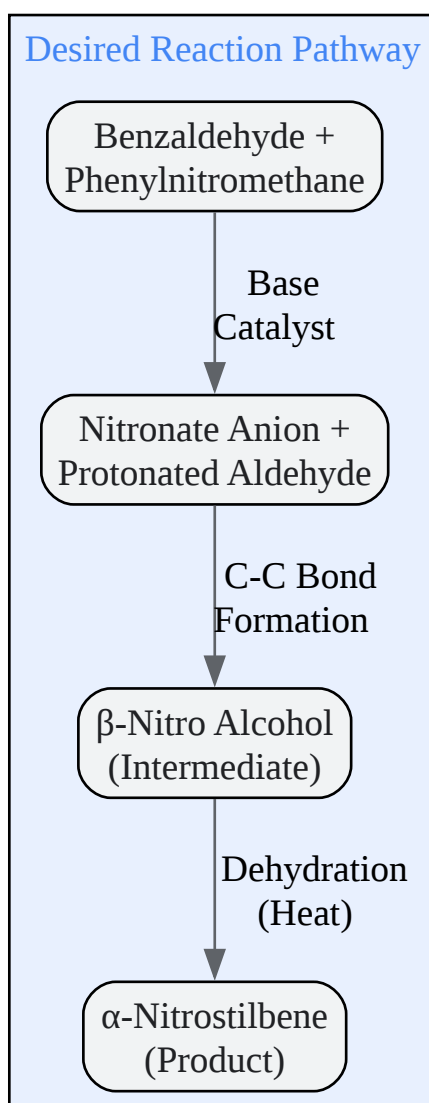 Desired Reaction Pathway
Benzaldehyde +
Phenylnitromethane
Base
Catalyst
Nitronate Anion +
Protonated Aldehyde
C-C Bond
Formation
β-Nitro Alcohol
(Intermediate)
Dehydration
(Heat)
α-Nitrostilbene
(Product)